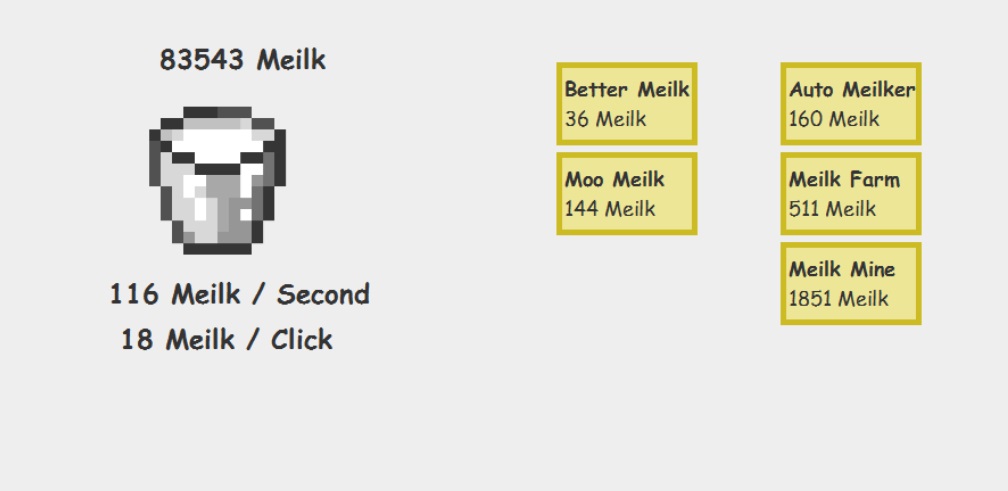 83543 Meilk
116 Meilk / Second
18 Meilk / Click
Better Meilk
36 Meilk
Moo Meilk
144 Meilk
Auto Meilker
160 Meilk
Meilk Farm
511 Meilk
Meilk Mine
1851 Meilk